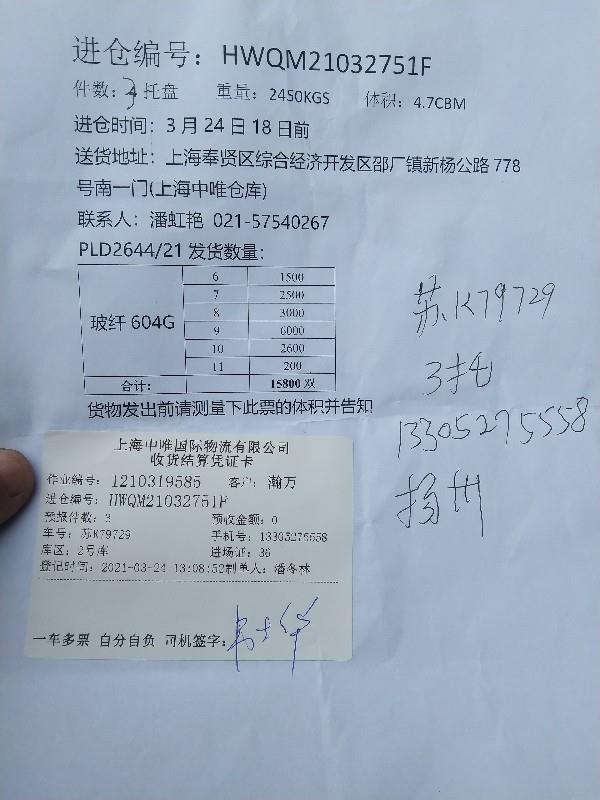 进仓编号：HWQM21032751F
件数：3托盘 重量：2450KGS 体积：4.7CBM
进仓时间：3月24日18日前
送货地址：上海奉贤区综合经济开发区邵厂镇新杨公路778
号南一门(上海中唯仓库)
联系人：潘虹艳 021-57540267
PLD2644/21发货数量：
玻纤604G
6 1500
7 2500
8 3000
9 6000
10 2600
11 200
合计： 15800双
货物发出前请测量下此票的体积并告知
苏K79729
3托
13305275558
扬州
上海中唯国际物流有限公司
收货结算凭证卡
作业编号：1210319585 客户：瀚万
进仓编号：HWQM21032751F
预报件数：3 预收金额：0
车号：苏K79729 手机号：13305275558
库区：2号库 进场证：36
登记时间：2021-03-24 13:08:52制单人：潘冬林
一车多票 自分自负 司机签字：